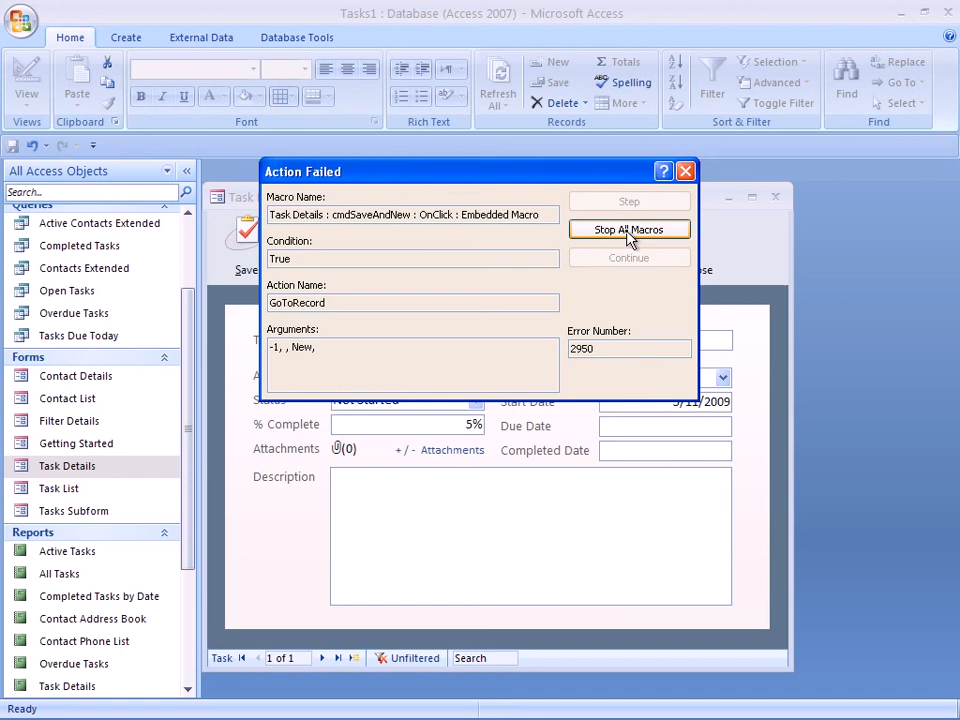 Tasks1 : Database (Access 2007) - Microsoft Access
Home Create External Data Database Tools
View
Views
Paste
Clipboard
B I U A
Font
Rich Text
Refresh All
New
Save
Delete
Totals
Spelling
More
Records
Filter
Selection
Advanced
Toggle Filter
Sort & Filter
Find
Replace
Go To
Select
Find
All Access Objects
Search...
Queries
Active Contacts Extended
Completed Tasks
Contacts Extended
Open Tasks
Overdue Tasks
Tasks Due Today
Forms
Contact Details
Contact List
Filter Details
Getting Started
Task Details
Task List
Tasks Subform
Reports
Active Tasks
All Tasks
Completed Tasks by Date
Contact Address Book
Contact Phone List
Overdue Tasks
Task Details
Action Failed
Macro Name:
Task Details : cmdSaveAndNew : OnClick : Embedded Macro
Condition:
True
Action Name:
GoToRecord
Arguments:
-1, , New,
Step
Stop All Macros
Continue
Error Number:
2950
% Complete 5%
Attachments (0) +/- Attachments
Description
Start Date 5/11/2009
Due Date
Completed Date
Task 1 of 1 Unfiltered Search
Ready